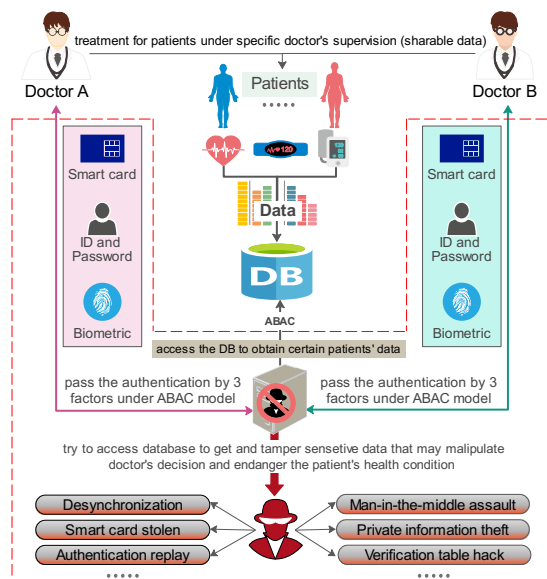 treatment for patients under specific doctor's supervision (sharable data)
Doctor A
Doctor B
Patients
.....
120
120
80
Data
DB
ABAC
Smart card
ID and
Password
Biometric
Smart card
ID and
Password
Biometric
access the DB to obtain certain patients' data
pass the authentication by 3
factors under ABAC model
pass the authentication by 3
factors under ABAC model
try to access database to get and tamper sensetive data that may malipulate
doctor's decision and endanger the patient's health condition
Desynchronization
Smart card stolen
Authentication replay
.....
Man-in-the-middle assault
Private information theft
Verification table hack
.....